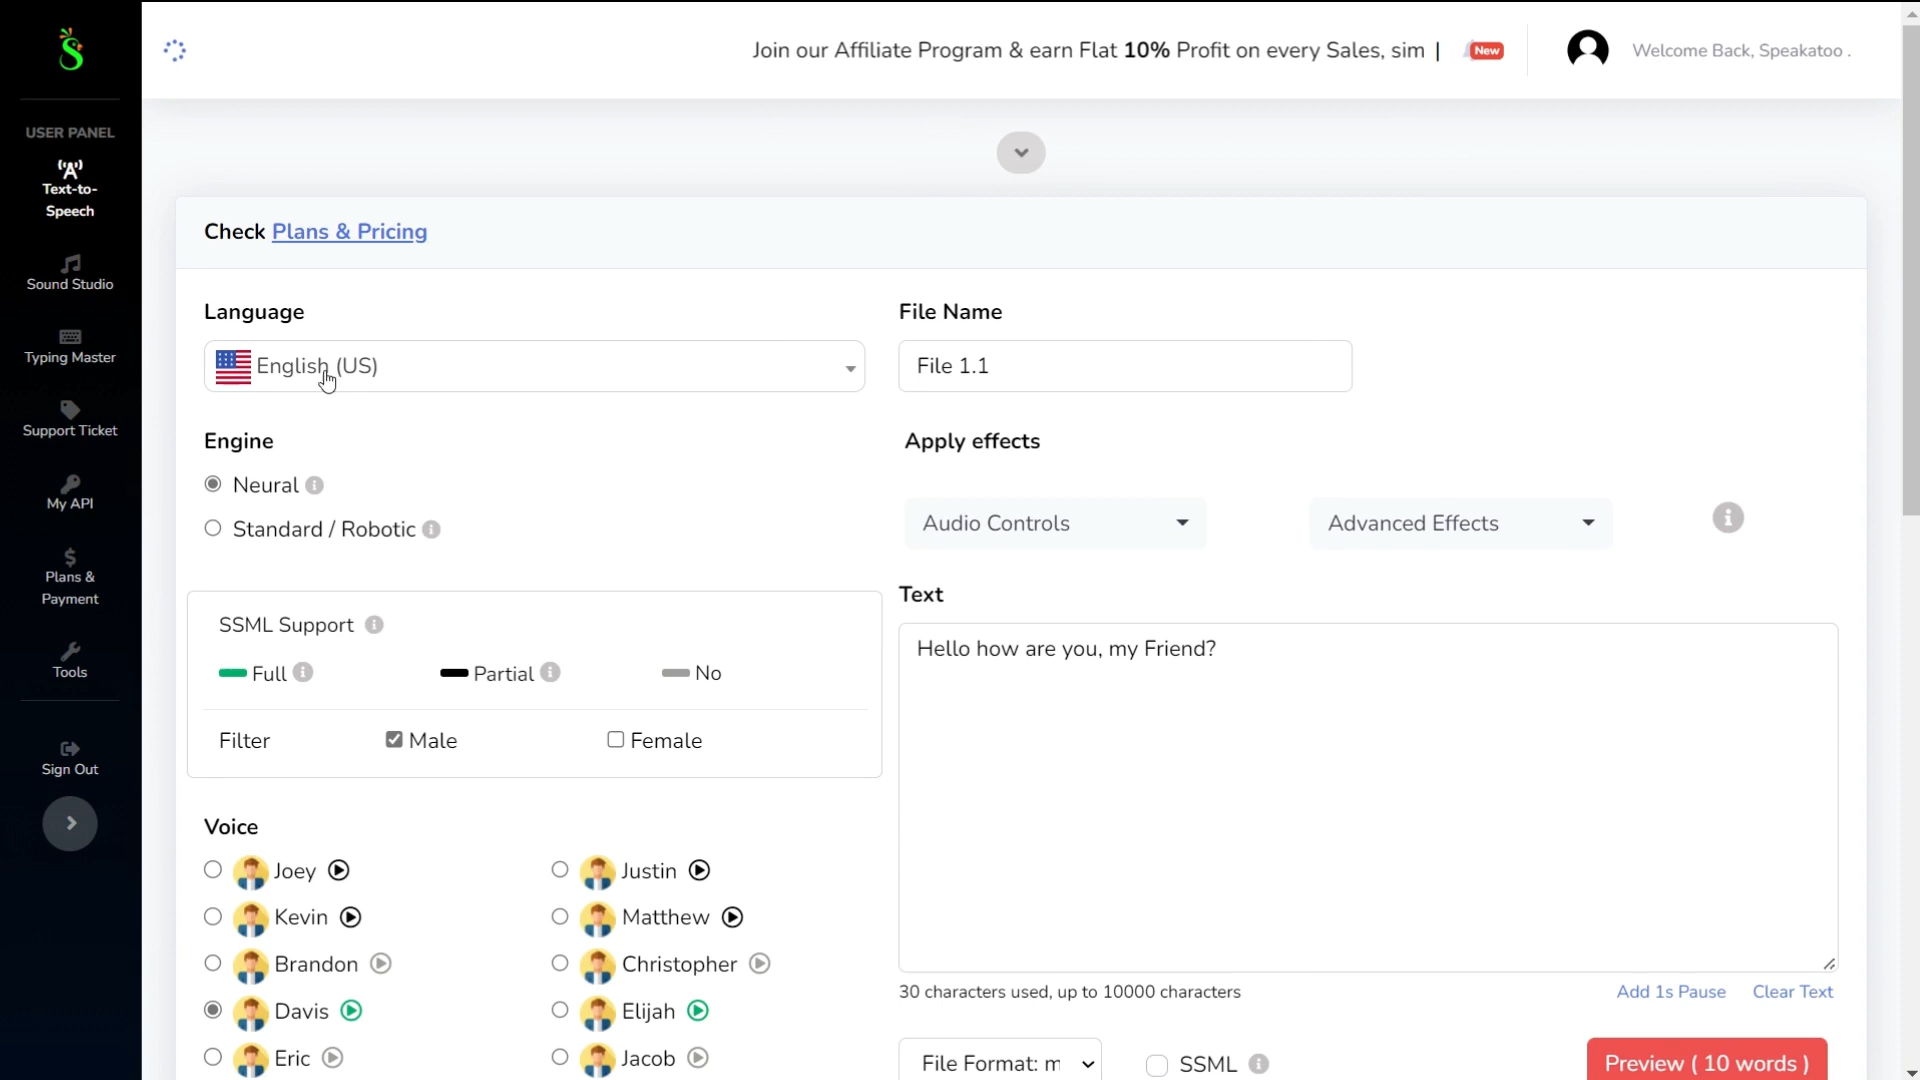 Join our Affiliate Program & earn Flat 10% Profit on every Sales, sim |
New
Welcome Back, Speakatoo .
USER PANEL
Text-to-
Speech
Sound Studio
Typing Master
Support Ticket
My API
Plans &
Payment
Tools
Sign Out
Check Plans & Pricing
Language
English (US)
File Name
File 1.1
Engine
Neural
Standard / Robotic
Apply effects
Audio Controls
Advanced Effects
SSML Support
Full
Partial
No
Filter
Male
Female
Text
Hello how are you, my Friend?
Voice
Joey
Justin
Kevin
Matthew
Brandon
Christopher
Davis
Elijah
Eric
Jacob
30 characters used, up to 10000 characters
Add 1s Pause
Clear Text
File Format: m
SSML
Preview ( 10 words )